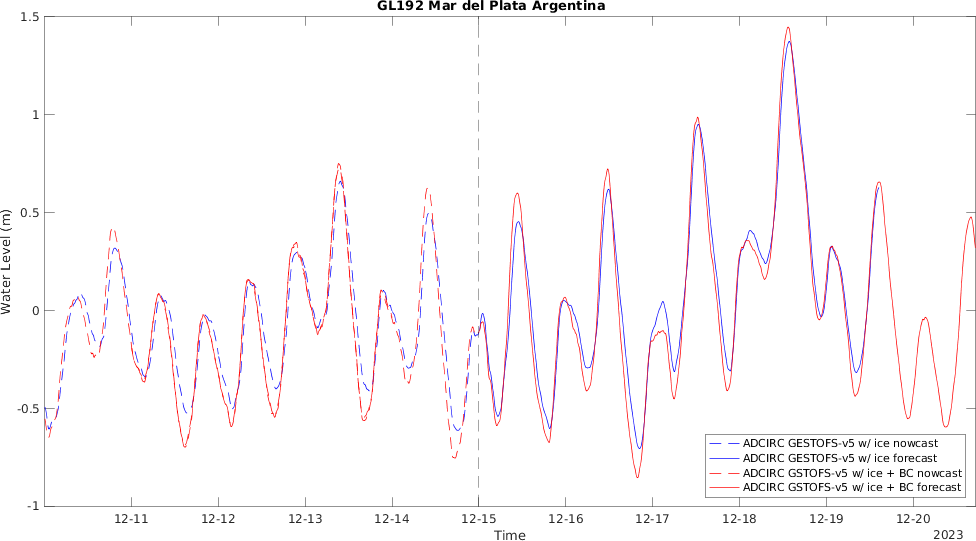 GL192 Mar del Plata Argentina
1.5
1
0.5
0
-0.5
-1
Water Level (m)
12-11 12-12 12-13 12-14 12-15 12-16 12-17 12-18 12-19 12-20
Time
2023
ADCIRC GESTOFS-v5 w/ ice nowcast
ADCIRC GESTOFS-v5 w/ ice forecast
ADCIRC GSTOFS-v5 w/ ice + BC nowcast
ADCIRC GSTOFS-v5 w/ ice + BC forecast